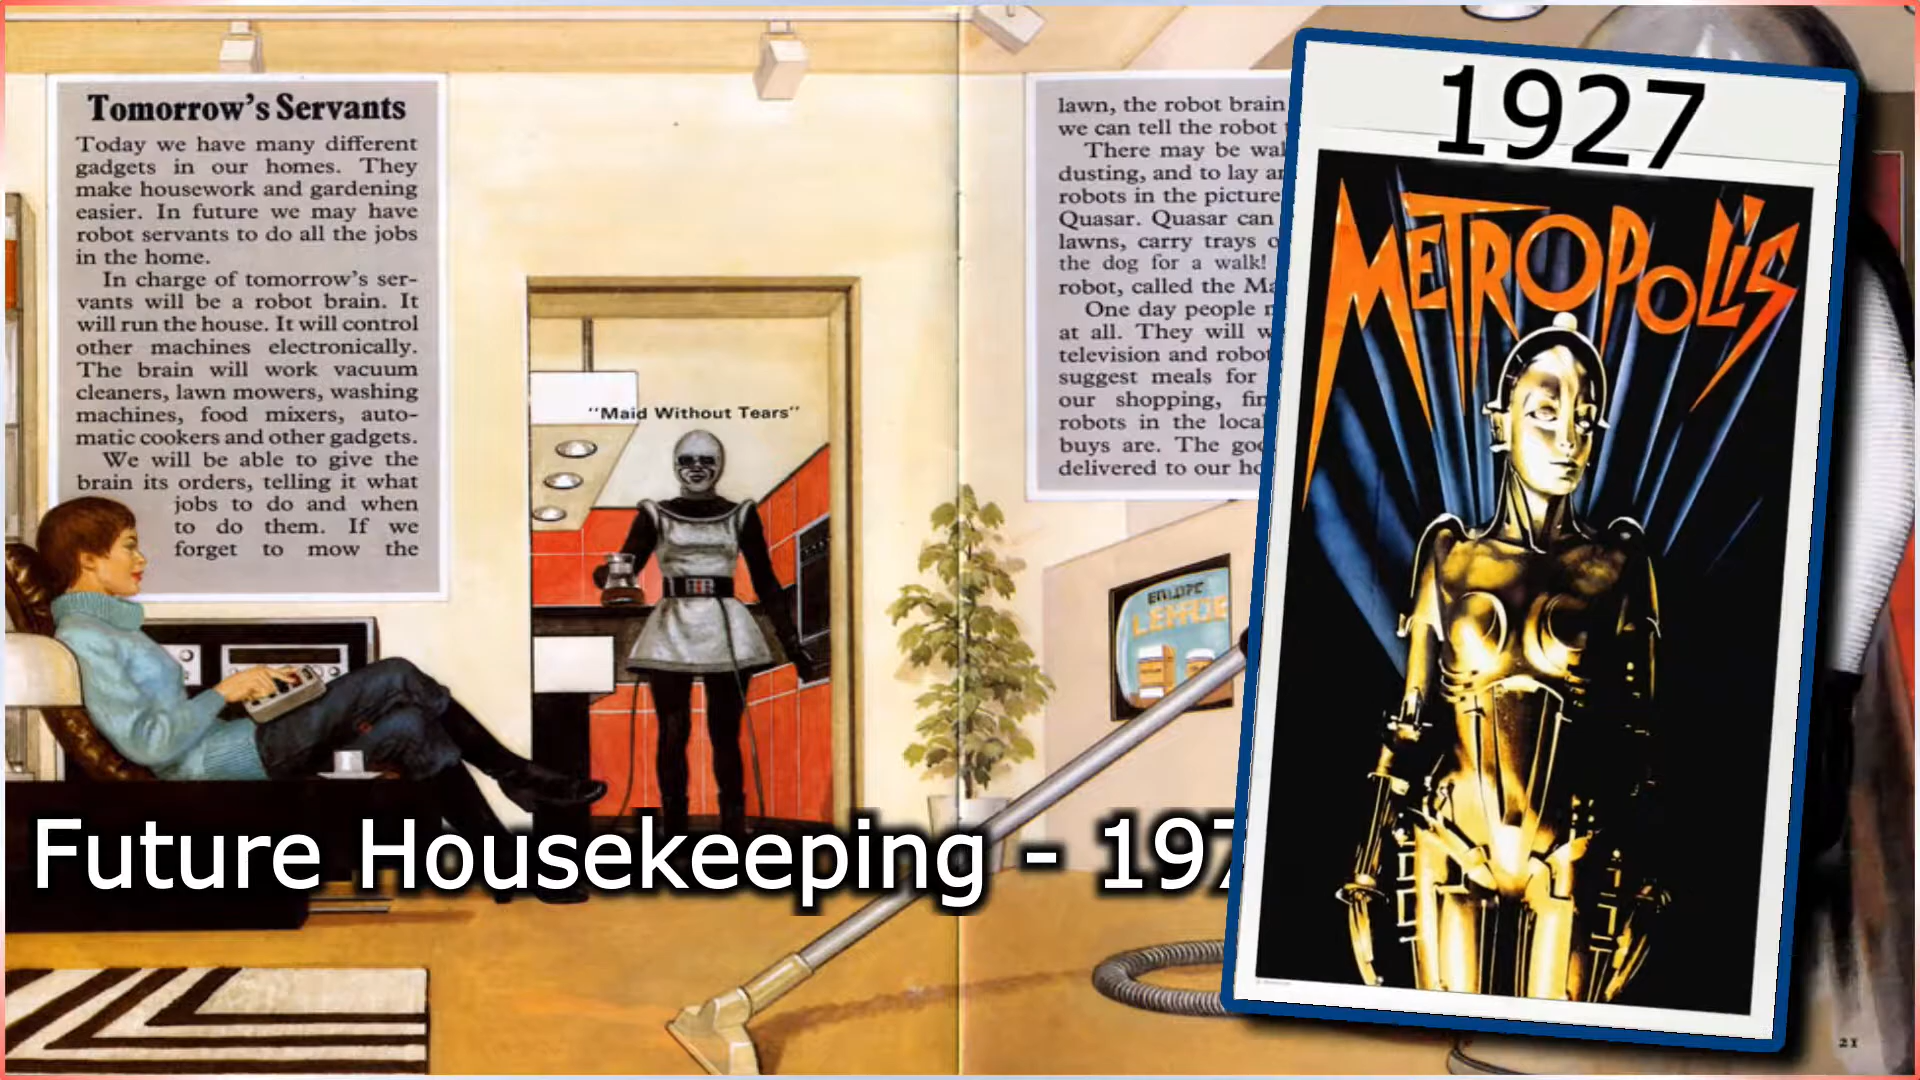 Tomorrow's Servants
Today we have many different
gadgets in our homes. They
make housework and gardening
easier. In future we may have
robot servants to do all the jobs
in the home.
In charge of tomorrow's ser-
vants will be a robot brain. It
will run the house. It will control
other machines electronically.
The brain will work vacuum
cleaners, lawn mowers, washing
machines, food mixers, auto-
matic cookers and other gadgets.
We will be able to give the
brain its orders, telling it what
jobs to do and when
to do them. If we
forget to mow the
"Maid Without Tears"
lawn, the robot brain
we can tell the robot
There may be
dusting, and to lay
robots in the picture
Quasar. Quasar can
lawns, carry trays
the dog for a walk!
robot, called the
One day people
at all. They will
television and
suggest meals for
our shopping,
robots in the
buys are. The
delivered to our
1927
METROPOLIS
Future Housekeeping - 197
21